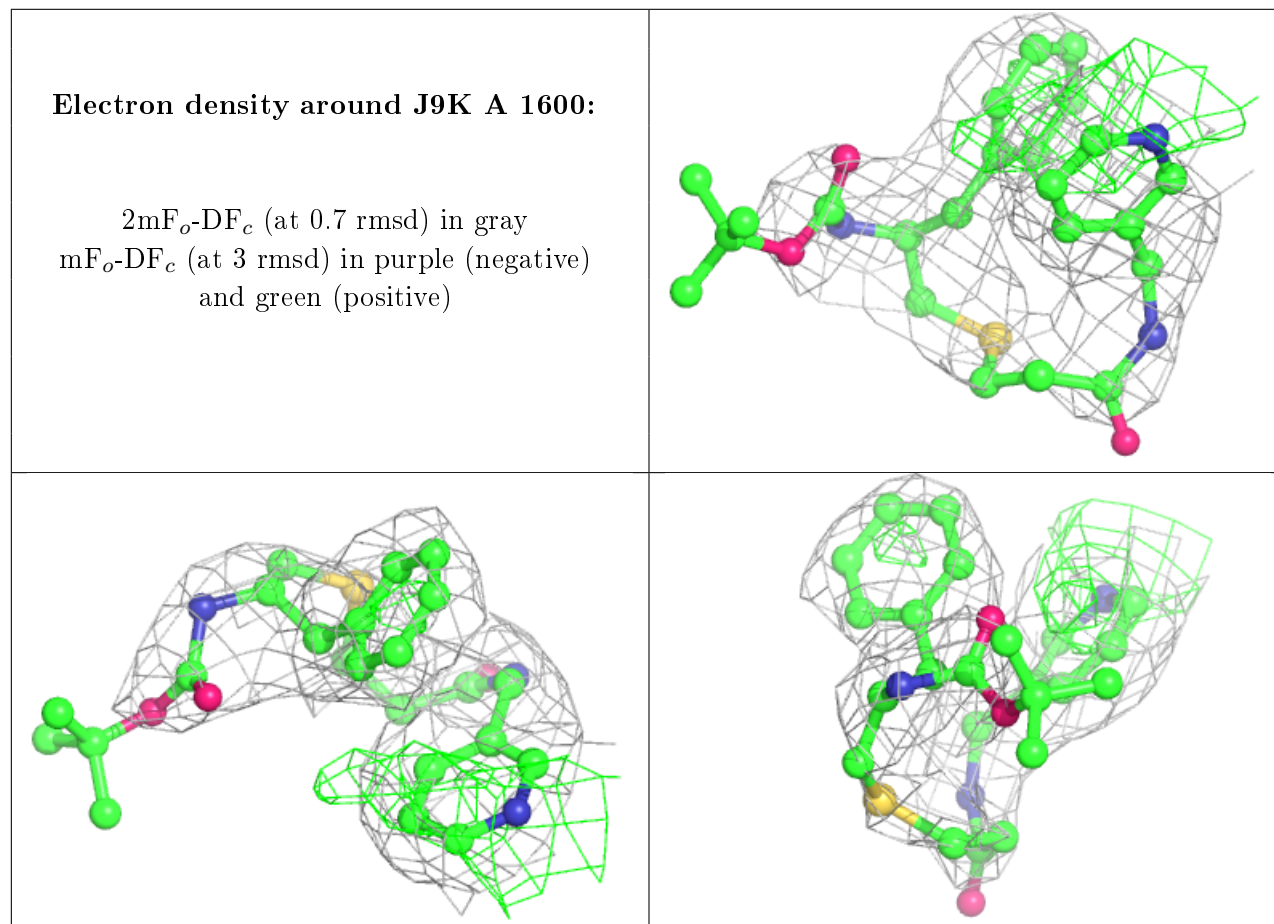 Electron density around J9K A 1600:
2mFo-DFc (at 0.7 rmsd) in gray
mFo-DFc (at 3 rmsd) in purple (negative)
and green (positive)